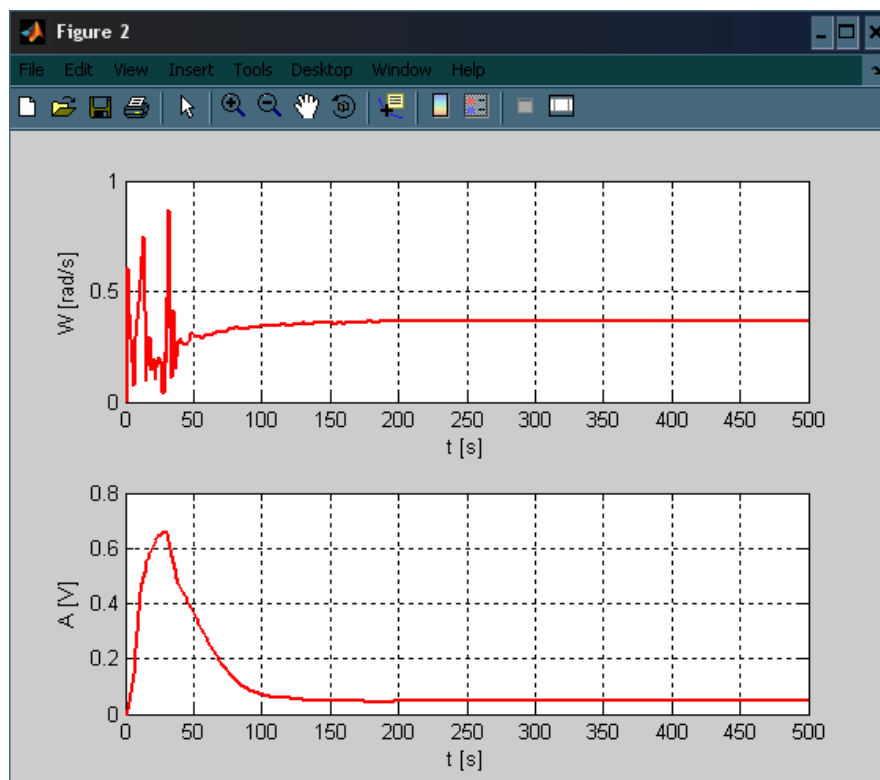 Figure 2
File Edit View Insert Tools Desktop Window Help
1
0.5
0
W [rad/s]
0 50 100 150 200 250 300 350 400 450 500
t [s]
0.8
0.6
0.4
0.2
0
A [V]
0 50 100 150 200 250 300 350 400 450 500
t [s]